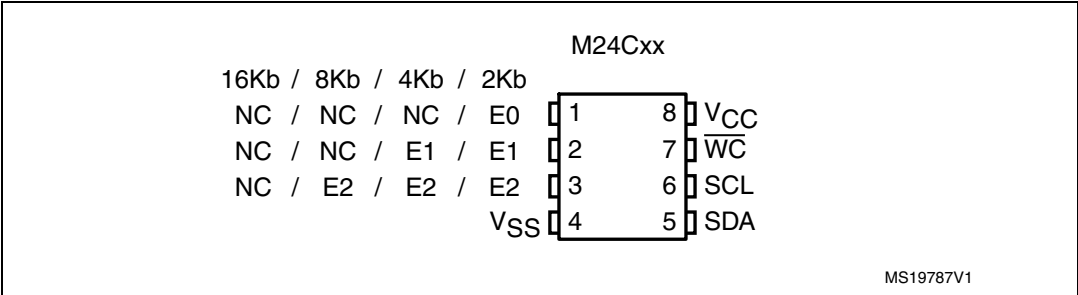 M24Cxx
16Kb / 8Kb / 4Kb / 2Kb
NC / NC / NC / E0 1 8 VCC
NC / NC / E1 / E1 2 7 W̅C̅
NC / E2 / E2 / E2 3 6 SCL
VSS 4 5 SDA
MS19787V1